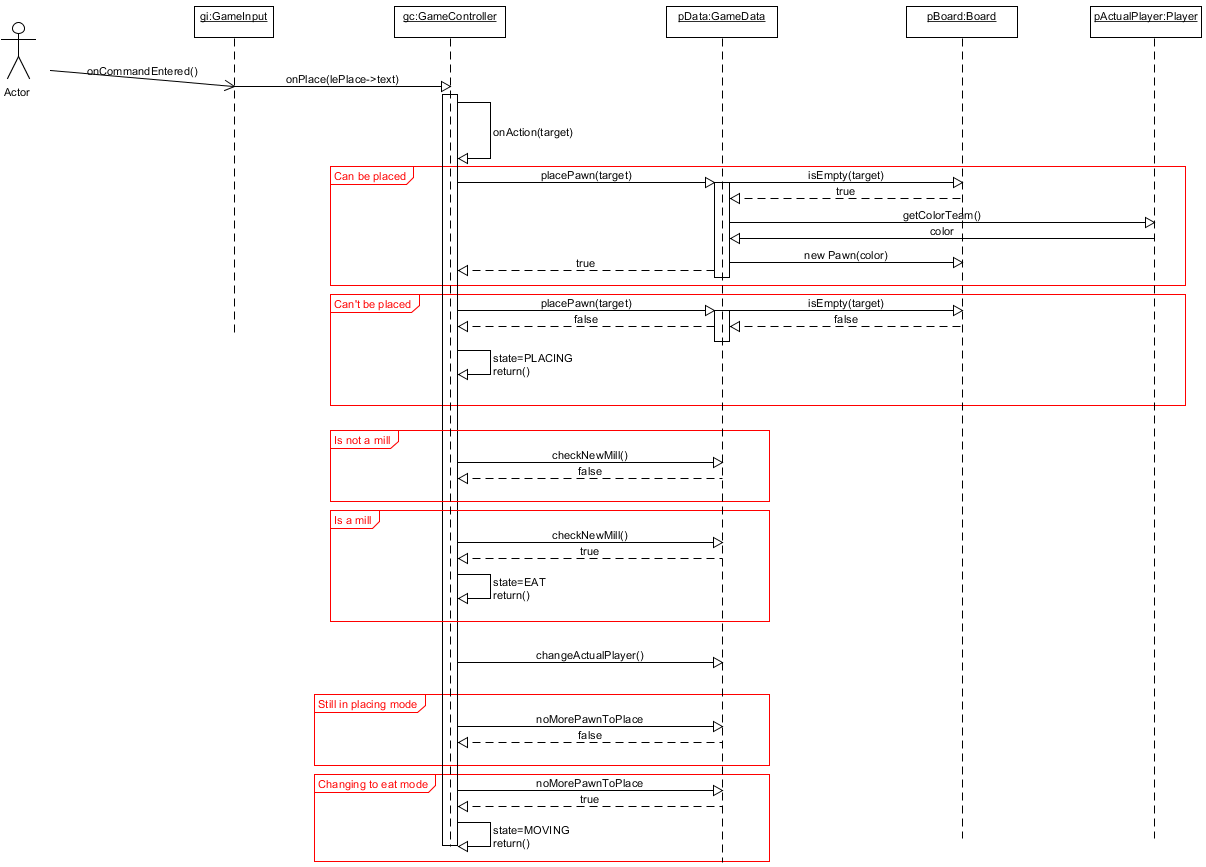 gi:GameInput
gc:GameController
pData:GameData
pBoard:Board
pActualPlayer:Player
onCommandEntered()
onPlace(lePlace->text)
Actor
onAction(target)
Can be placed
placePawn(target)
isEmpty(target)
true
getColorTeam()
color
new Pawn(color)
true
Can't be placed
placePawn(target)
isEmpty(target)
false
false
state=PLACING
return()
Is not a mill
checkNewMill()
false
Is a mill
checkNewMill()
true
state=EAT
return()
changeActualPlayer()
Still in placing mode
noMorePawnToPlace
false
Changing to eat mode
noMorePawnToPlace
true
state=MOVING
return()